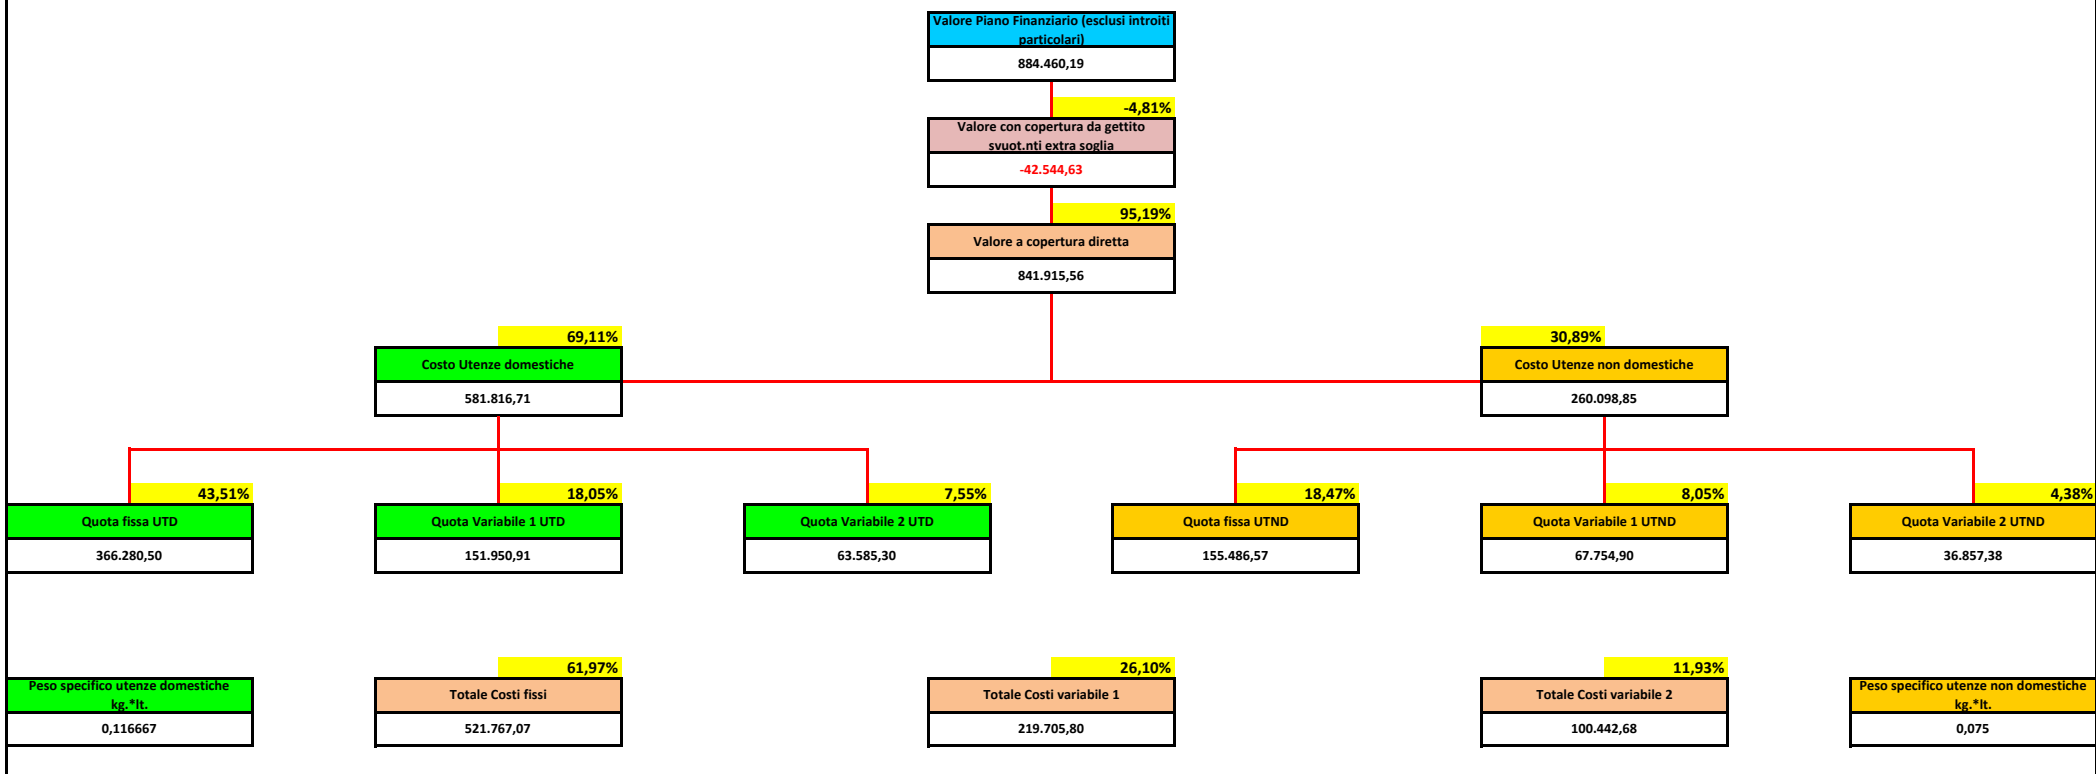 Valore Piano Finanziario (esclusi introiti
particolari)
884.460,19
-4,81%
Valore con copertura da gettito
svuot.nti extra soglia
-42.544,63
95,19%
Valore a copertura diretta
841.915,56
69,11%
30,89%
Costo Utenze domestiche
Costo Utenze non domestiche
581.816,71
260.098,85
43,51%
18,05%
7,55%
18,47%
8,05%
4,38%
Quota fissa UTD
Quota Variabile 1 UTD
Quota Variabile 2 UTD
Quota fissa UTND
Quota Variabile 1 UTND
Quota Variabile 2 UTND
366.280,50
151.950,91
63.585,30
155.486,57
67.754,90
36.857,38
61,97%
26,10%
11,93%
Peso specifico utenze domestiche
kg.*lt.
Totale Costi fissi
Totale Costi variabile 1
Totale Costi variabile 2
Peso specifico utenze non domestiche
kg.*lt.
0,116667
521.767,07
219.705,80
100.442,68
0,075